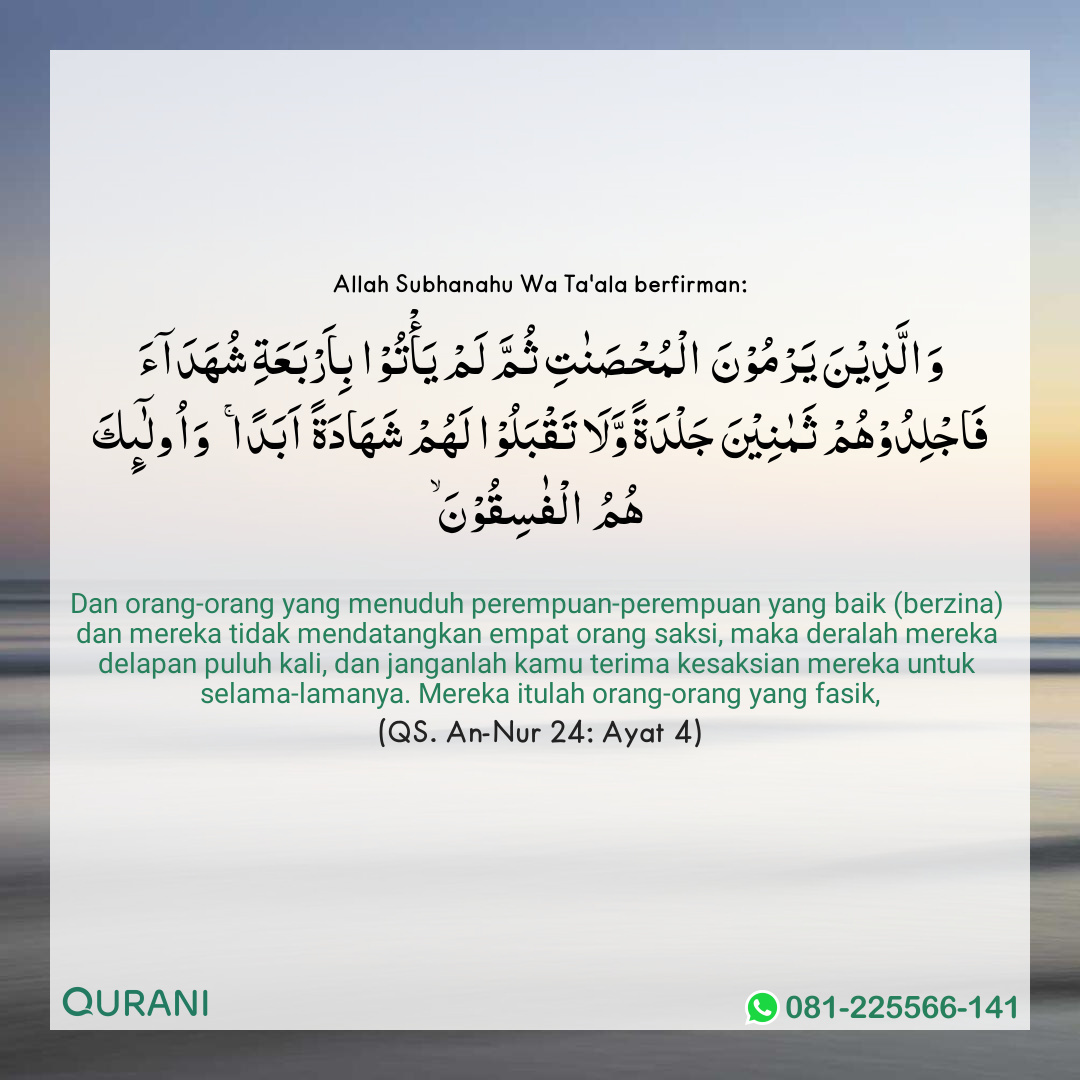 Allah Subhanahu Wa Ta'ala berfirman:
وَا لَّذِيْنَ يَرْمُوْنَ الْمُحْصَنٰتِ ثُمَّ لَمْ يَأْتُوْا بِاَ رْبَعَةِ شُهَدَآءَ
فَا جْلِدُوْهُمْ ثَمٰنِيْنَ جَلْدَةً وَّلَا تَقْبَلُوْا لَهُمْ شَهَا دَةً اَبَدًا ۚ وَاُ ولٰٓئِكَ
هُمُ الْفٰسِقُوْنَ ۙ
Dan orang-orang yang menuduh perempuan-perempuan yang baik (berzina)
dan mereka tidak mendatangkan empat orang saksi, maka deralah mereka
delapan puluh kali, dan janganlah kamu terima kesaksian mereka untuk
selama-lamanya. Mereka itulah orang-orang yang fasik,
(QS. An-Nur 24: Ayat 4)
QURANI
081-225566-141